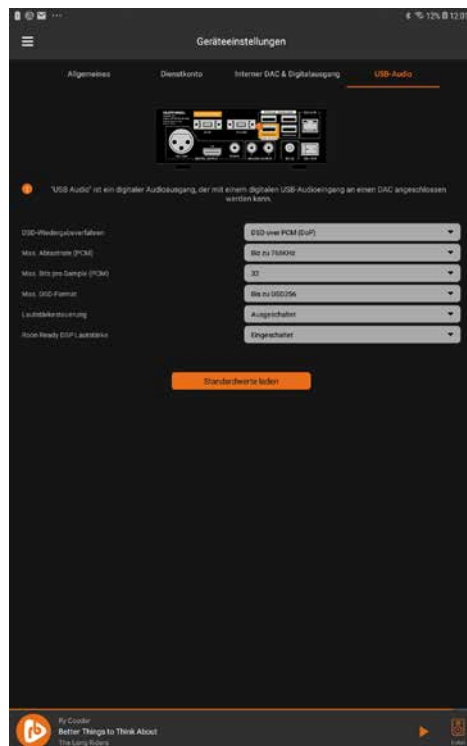 12% 12:01
Geräteeinstellungen
Allgemeines
Dienstkonto
Interner DAC & Digitalausgang
USB-Audio
"USB Audio" ist ein digitaler Audioausgang, der mit einem digitalen USB-Audioeingang an einen DAC angeschlossen
werden kann.
DSD-Wiedergabeverfahren
DSD over PCM (DoP)
Max. Abtastrate (PCM)
Bis zu 768KHz
Max. Bits pro Sample (PCM)
32
Max. DSD-Format
Bis zu DSD256
Lautstärkesteuerung
Ausgeschaltet
Roon Ready DSP Lautstärke
Eingeschaltet
Standardwerte laden
Ry Cooder
Better Things to Think About
The Long Riders